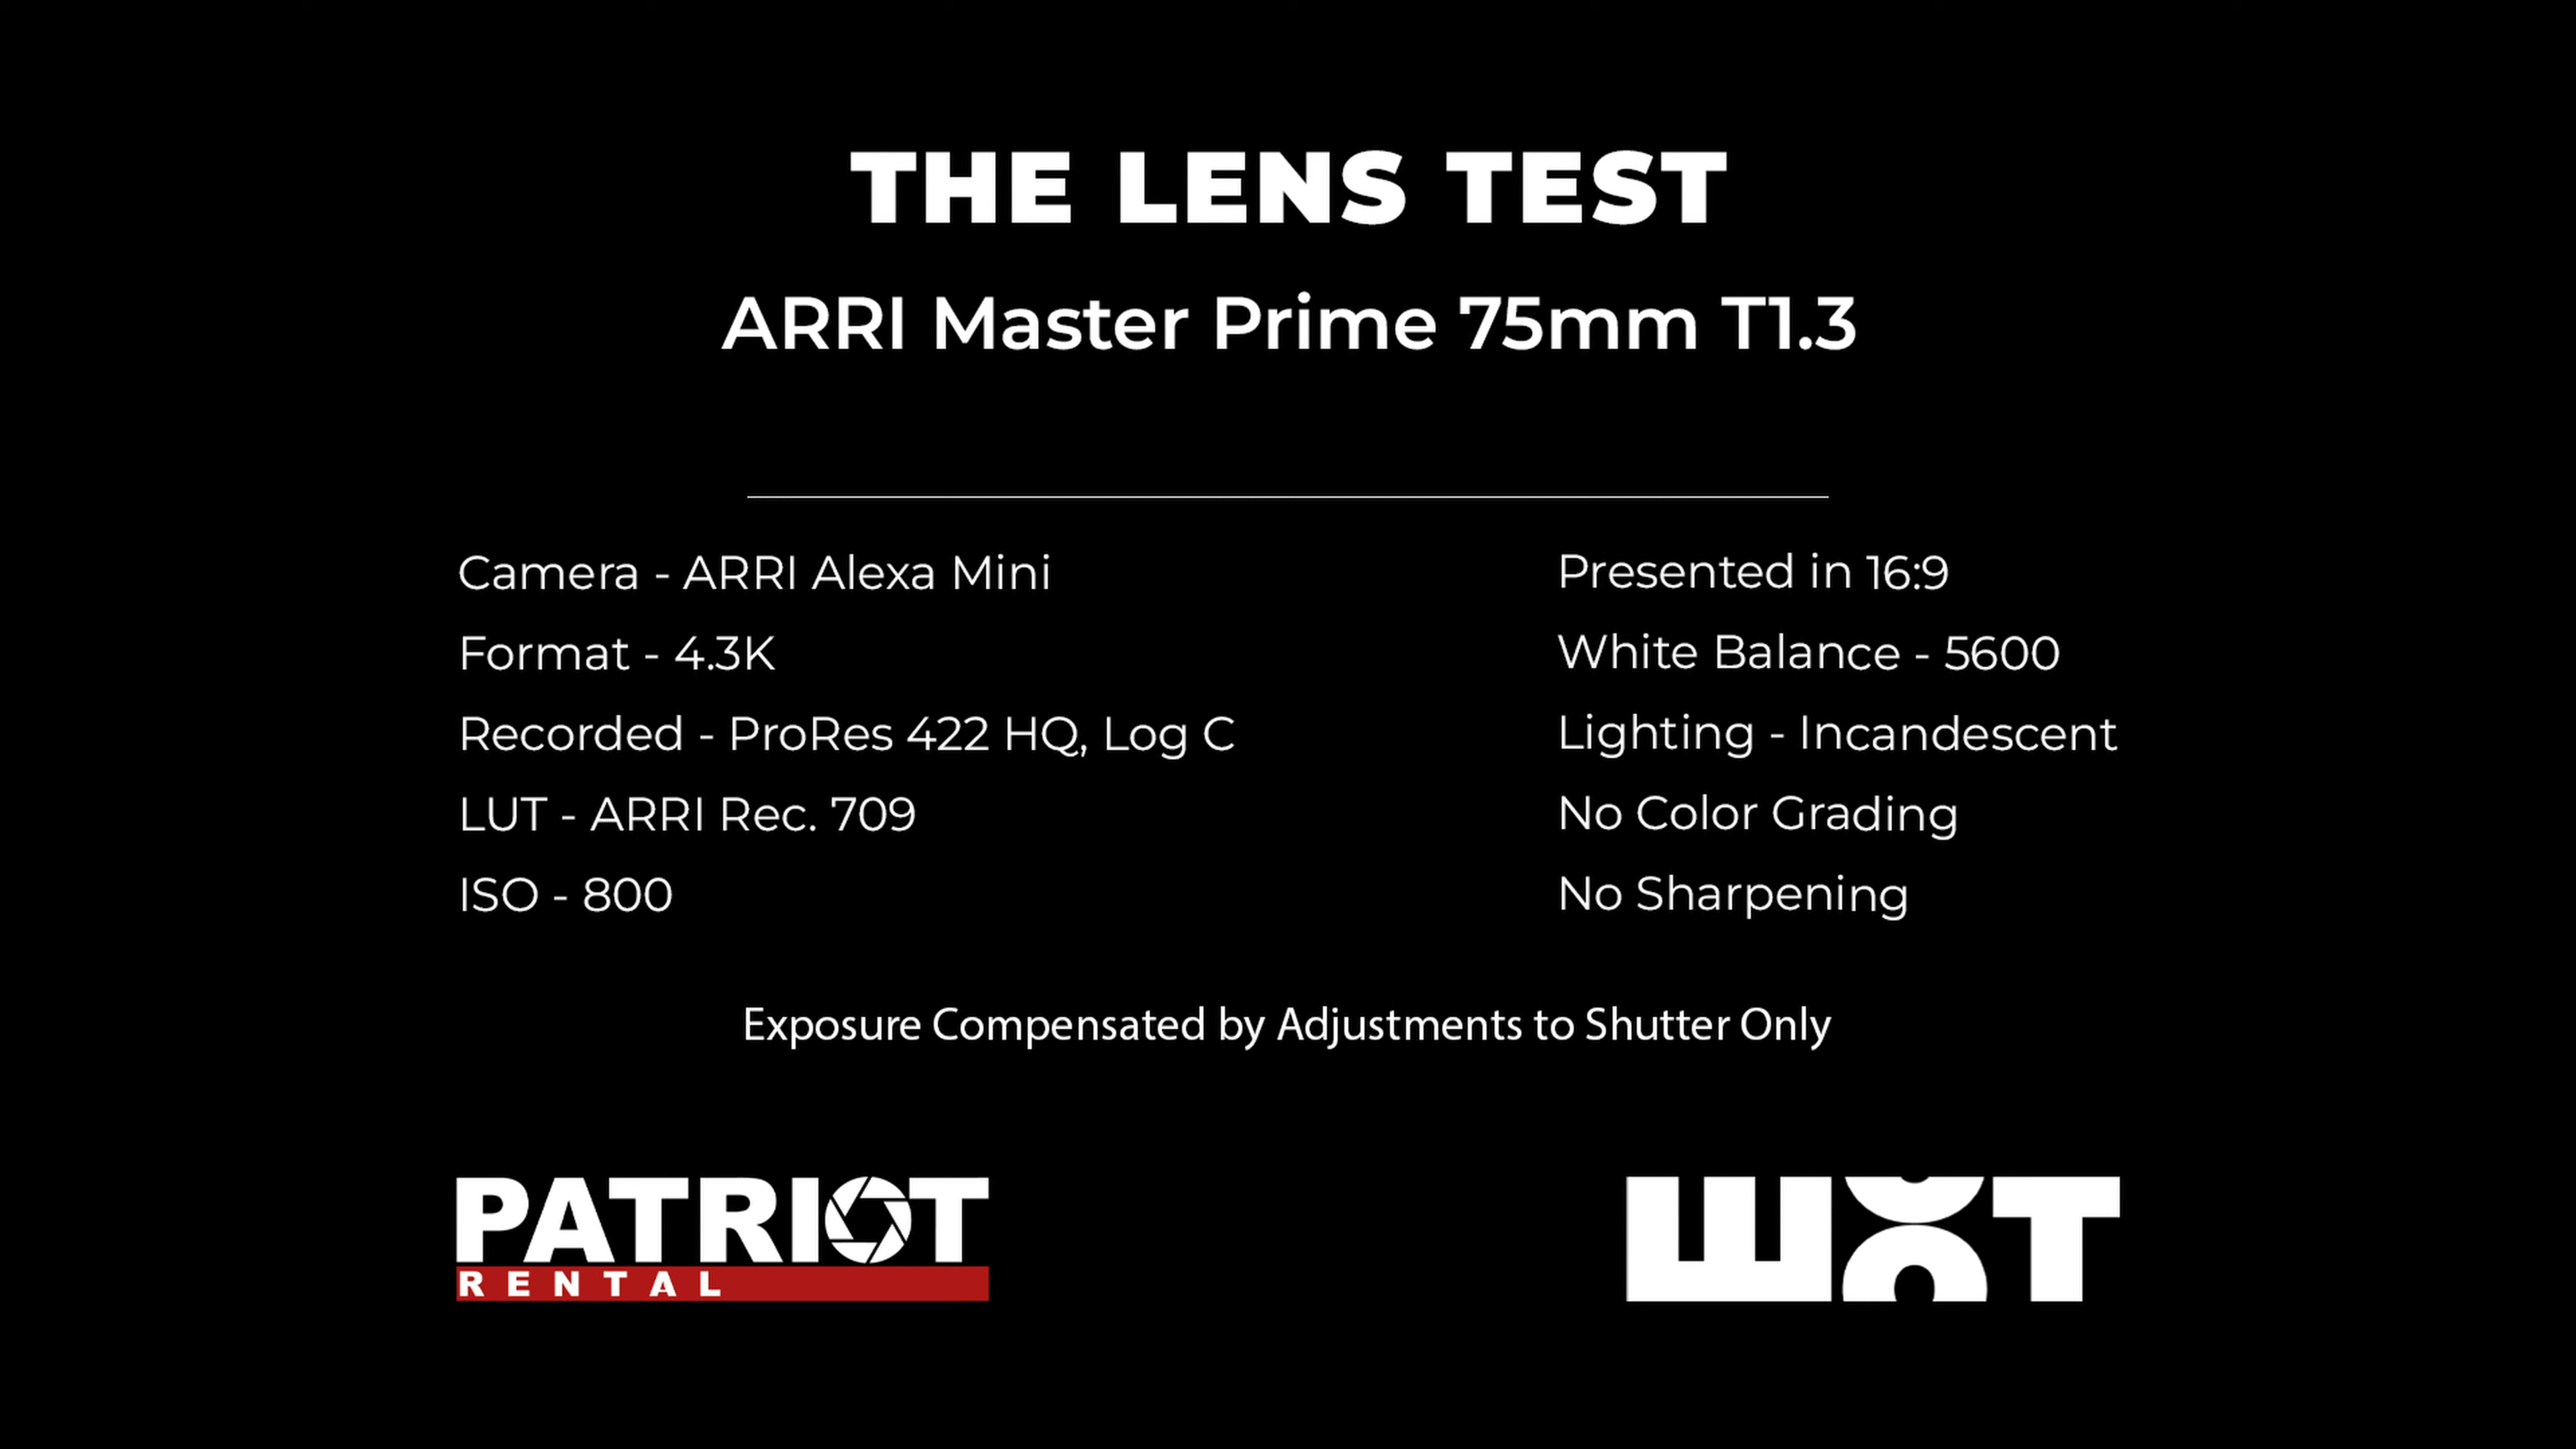 THE LENS TEST
ARRI Master Prime 75mm T1.3
Camera - ARRI Alexa Mini
Format - 4.3K
Recorded - ProRes 422 HQ, Log C
LUT - ARRI Rec. 709
ISO - 800
Presented in 16:9
White Balance - 5600
Lighting - Incandescent
No Color Grading
No Sharpening
Exposure Compensated by Adjustments to Shutter Only
PATRIOT
RENTAL